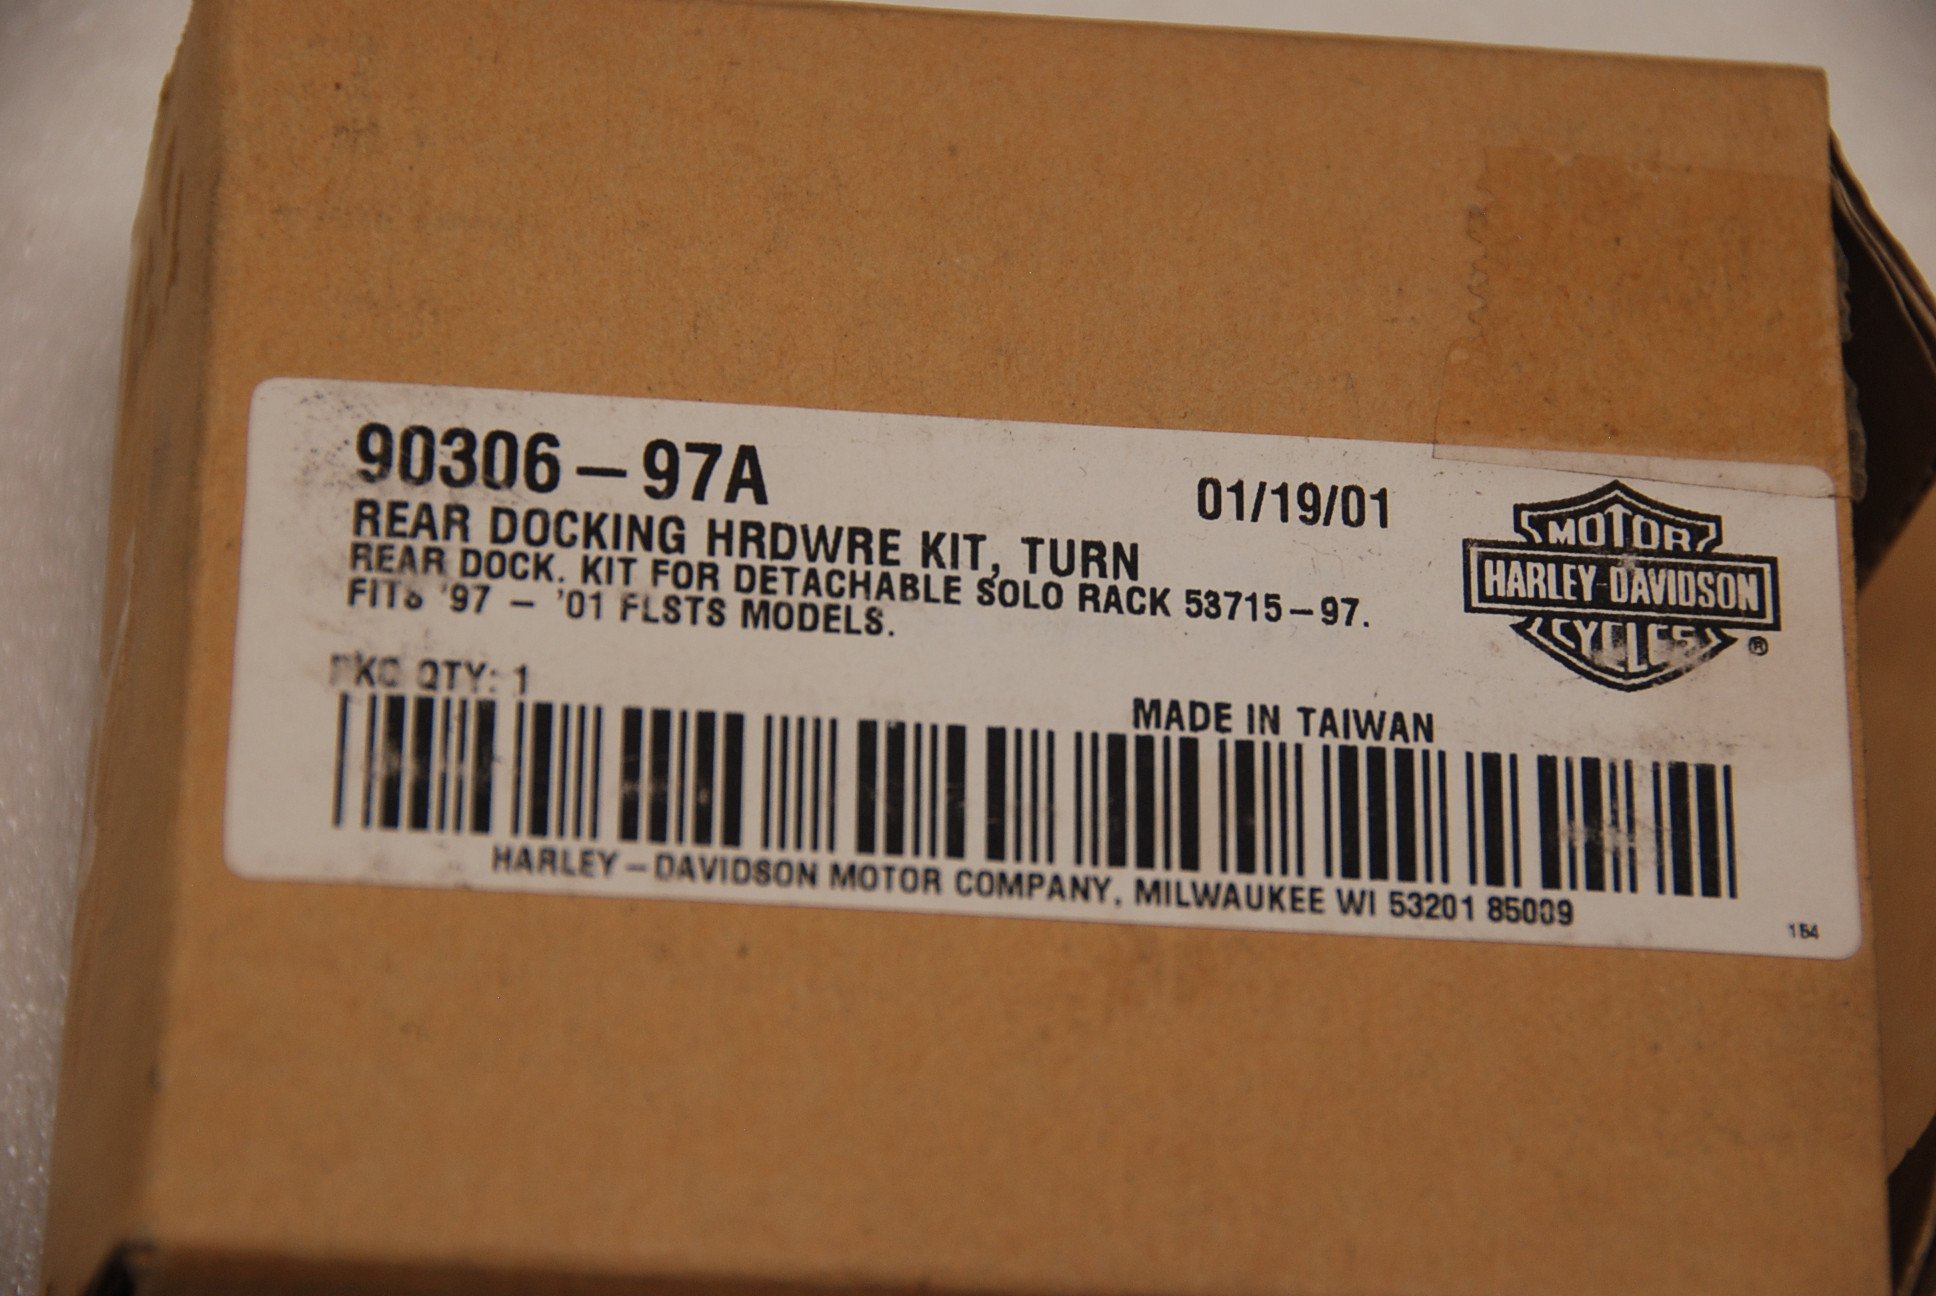 90306-97A
01/19/01
REAR DOCKING HRDWRE KIT, TURN
REAR DOCK. KIT FOR DETACHABLE SOLO RACK 53715-97.
FITS '97 - '01 FLSTS MODELS.
MOTOR
HARLEY-DAVIDSON
CYCLES
®
PKG QTY: 1
MADE IN TAIWAN
HARLEY-DAVIDSON MOTOR COMPANY, MILWAUKEE WI 53201 85009
154